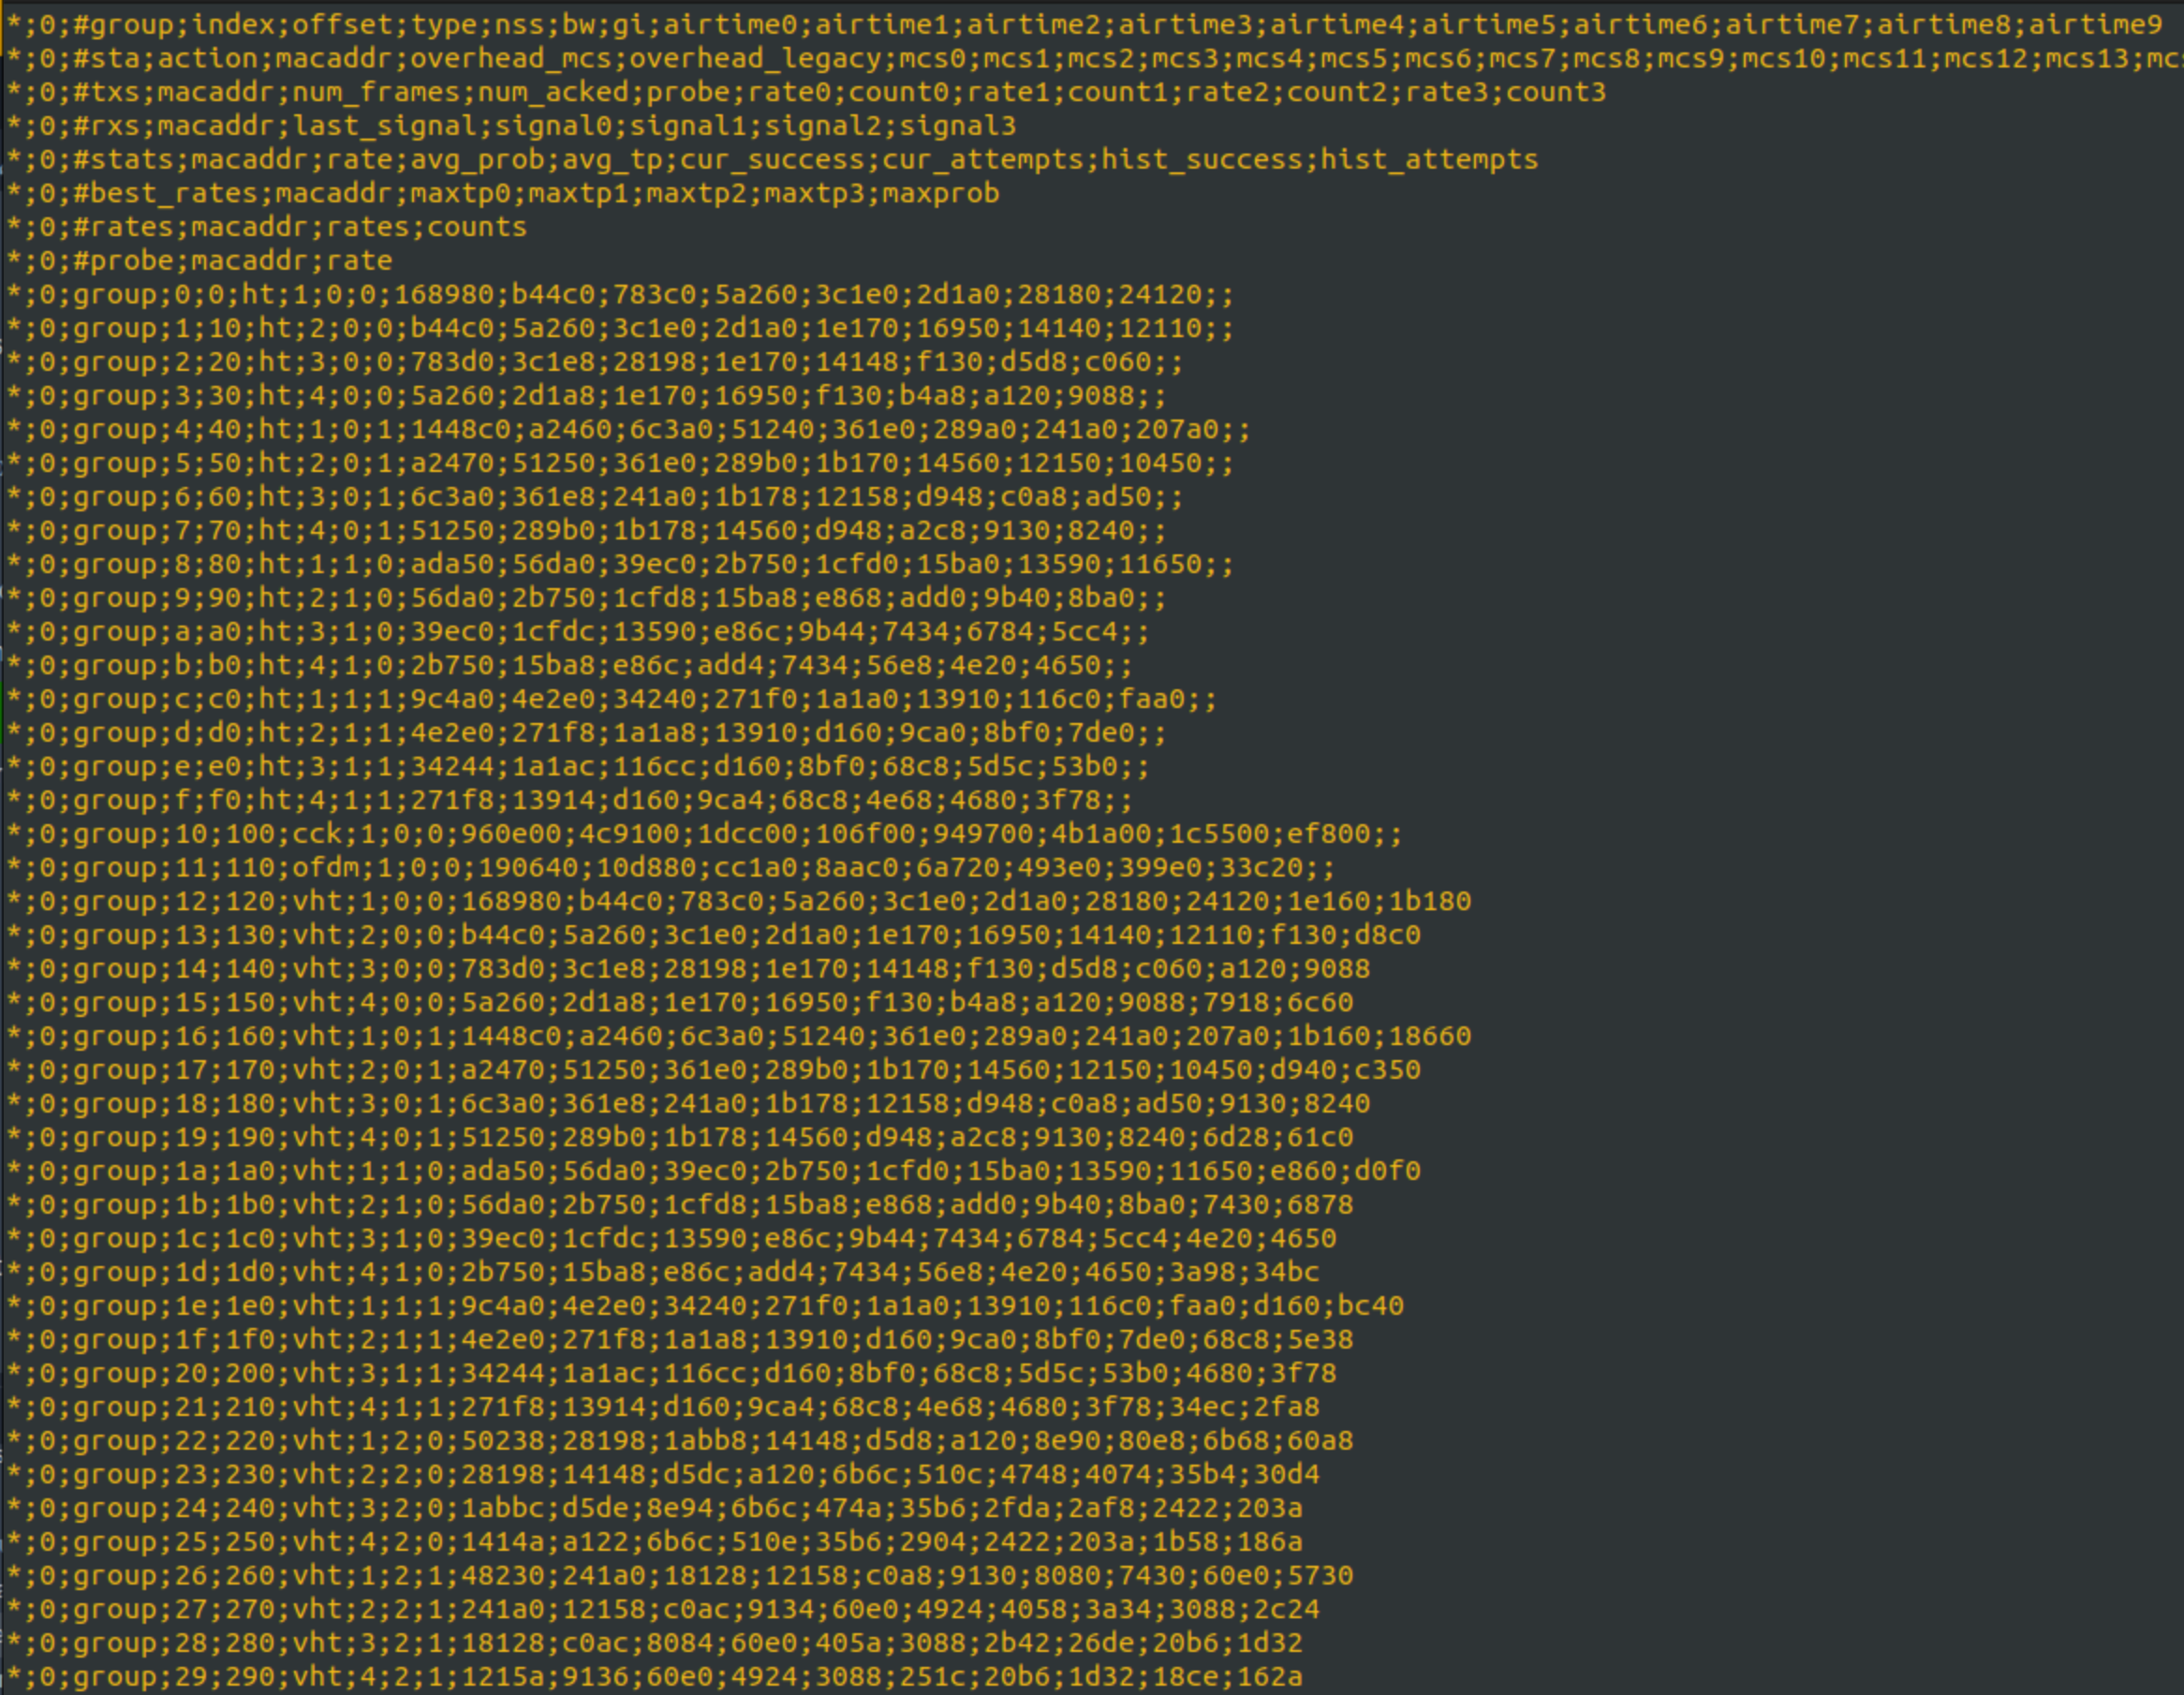 *;0;#group;index;offset;type;nss;bw;gi;airtime0;airtime1;airtime2;airtime3;airtime4;airtime5;airtime6;airtime7;airtime8;airtime9
*;0;#sta;action;macaddr;overhead_mcs;overhead_legacy;mcs0;mcs1;mcs2;mcs3;mcs4;mcs5;mcs6;mcs7;mcs8;mcs9;mcs10;mcs11;mcs12;mcs13;mcs
*;0;#txs;macaddr;num_frames;num_acked;probe;rate0;count0;rate1;count1;rate2;count2;rate3;count3
*;0;#rxs;macaddr;last_signal;signal0;signal1;signal2;signal3
*;0;#stats;macaddr;rate;avg_prob;avg_tp;cur_success;cur_attempts;hist_success;hist_attempts
*;0;#best_rates;macaddr;maxtp0;maxtp1;maxtp2;maxtp3;maxprob
*;0;#rates;macaddr;rates;counts
*;0;#probe;macaddr;rate
*;0;group;0;0;ht;1;0;0;168980;b44c0;783c0;5a260;3c1e0;2d1a0;28180;24120;;
*;0;group;1;10;ht;2;0;0;b44c0;5a260;3c1e0;2d1a0;1e170;16950;14140;12110;;
*;0;group;2;20;ht;3;0;0;783d0;3c1e8;28198;1e170;14148;f130;d5d8;c060;;
*;0;group;3;30;ht;4;0;0;5a260;2d1a8;1e170;16950;f130;b4a8;a120;9088;;
*;0;group;4;40;ht;1;0;1;1448c0;a2460;6c3a0;51240;361e0;289a0;241a0;207a0;;
*;0;group;5;50;ht;2;0;1;a2470;51250;361e0;289b0;1b170;14560;12150;10450;;
*;0;group;6;60;ht;3;0;1;6c3a0;361e8;241a0;1b178;12158;d948;c0a8;ad50;;
*;0;group;7;70;ht;4;0;1;51250;289b0;1b178;14560;d948;a2c8;9130;8240;;
*;0;group;8;80;ht;1;1;0;ada50;56da0;39ec0;2b750;1cfd0;15ba0;13590;11650;;
*;0;group;9;90;ht;2;1;0;56da0;2b750;1cfd8;15ba8;e868;add0;9b40;8ba0;;
*;0;group;a;a0;ht;3;1;0;39ec0;1cfdc;13590;e86c;9b44;7434;6784;5cc4;;
*;0;group;b;b0;ht;4;1;0;2b750;15ba8;e86c;add4;7434;56e8;4e20;4650;;
*;0;group;c;c0;ht;1;1;1;9c4a0;4e2e0;34240;271f0;1a1a0;13910;116c0;faa0;;
*;0;group;d;d0;ht;2;1;1;4e2e0;271f8;1a1a8;13910;d160;9ca0;8bf0;7de0;;
*;0;group;e;e0;ht;3;1;1;34244;1a1ac;116cc;d160;8bf0;68c8;5d5c;53b0;;
*;0;group;f;f0;ht;4;1;1;271f8;13914;d160;9ca4;68c8;4e68;4680;3f78;;
*;0;group;10;100;cck;1;0;0;960e00;4c9100;1dcc00;106f00;949700;4b1a00;1c5500;ef800;;
*;0;group;11;110;ofdm;1;0;0;190640;10d880;cc1a0;8aac0;6a720;493e0;399e0;33c20;;
*;0;group;12;120;vht;1;0;0;168980;b44c0;783c0;5a260;3c1e0;2d1a0;28180;24120;1e160;1b180
*;0;group;13;130;vht;2;0;0;b44c0;5a260;3c1e0;2d1a0;1e170;16950;14140;12110;f130;d8c0
*;0;group;14;140;vht;3;0;0;783d0;3c1e8;28198;1e170;14148;f130;d5d8;c060;a120;9088
*;0;group;15;150;vht;4;0;0;5a260;2d1a8;1e170;16950;f130;b4a8;a120;9088;7918;6c60
*;0;group;16;160;vht;1;0;1;1448c0;a2460;6c3a0;51240;361e0;289a0;241a0;207a0;1b160;18660
*;0;group;17;170;vht;2;0;1;a2470;51250;361e0;289b0;1b170;14560;12150;10450;d940;c350
*;0;group;18;180;vht;3;0;1;6c3a0;361e8;241a0;1b178;12158;d948;c0a8;ad50;9130;8240
*;0;group;19;190;vht;4;0;1;51250;289b0;1b178;14560;d948;a2c8;9130;8240;6d28;61c0
*;0;group;1a;1a0;vht;1;1;0;ada50;56da0;39ec0;2b750;1cfd0;15ba0;13590;11650;e860;d0f0
*;0;group;1b;1b0;vht;2;1;0;56da0;2b750;1cfd8;15ba8;e868;add0;9b40;8ba0;7430;6878
*;0;group;1c;1c0;vht;3;1;0;39ec0;1cfdc;13590;e86c;9b44;7434;6784;5cc4;4e20;4650
*;0;group;1d;1d0;vht;4;1;0;2b750;15ba8;e86c;add4;7434;56e8;4e20;4650;3a98;34bc
*;0;group;1e;1e0;vht;1;1;1;9c4a0;4e2e0;34240;271f0;1a1a0;13910;116c0;faa0;d160;bc40
*;0;group;1f;1f0;vht;2;1;1;4e2e0;271f8;1a1a8;13910;d160;9ca0;8bf0;7de0;68c8;5e38
*;0;group;20;200;vht;3;1;1;34244;1a1ac;116cc;d160;8bf0;68c8;5d5c;53b0;4680;3f78
*;0;group;21;210;vht;4;1;1;271f8;13914;d160;9ca4;68c8;4e68;4680;3f78;34ec;2fa8
*;0;group;22;220;vht;1;2;0;50238;28198;1abb8;14148;d5d8;a120;8e90;80e8;6b68;60a8
*;0;group;23;230;vht;2;2;0;28198;14148;d5dc;a120;6b6c;510c;4748;4074;35b4;30d4
*;0;group;24;240;vht;3;2;0;1abbc;d5de;8e94;6b6c;474a;35b6;2fda;2af8;2422;203a
*;0;group;25;250;vht;4;2;0;1414a;a122;6b6c;510e;35b6;2904;2422;203a;1b58;186a
*;0;group;26;260;vht;1;2;1;48230;241a0;18128;12158;c0a8;9130;8080;7430;60e0;5730
*;0;group;27;270;vht;2;2;1;241a0;12158;c0ac;9134;60e0;4924;4058;3a34;3088;2c24
*;0;group;28;280;vht;3;2;1;18128;c0ac;8084;60e0;405a;3088;2b42;26de;20b6;1d32
*;0;group;29;290;vht;4;2;1;1215a;9136;60e0;4924;3088;251c;20b6;1d32;18ce;162a